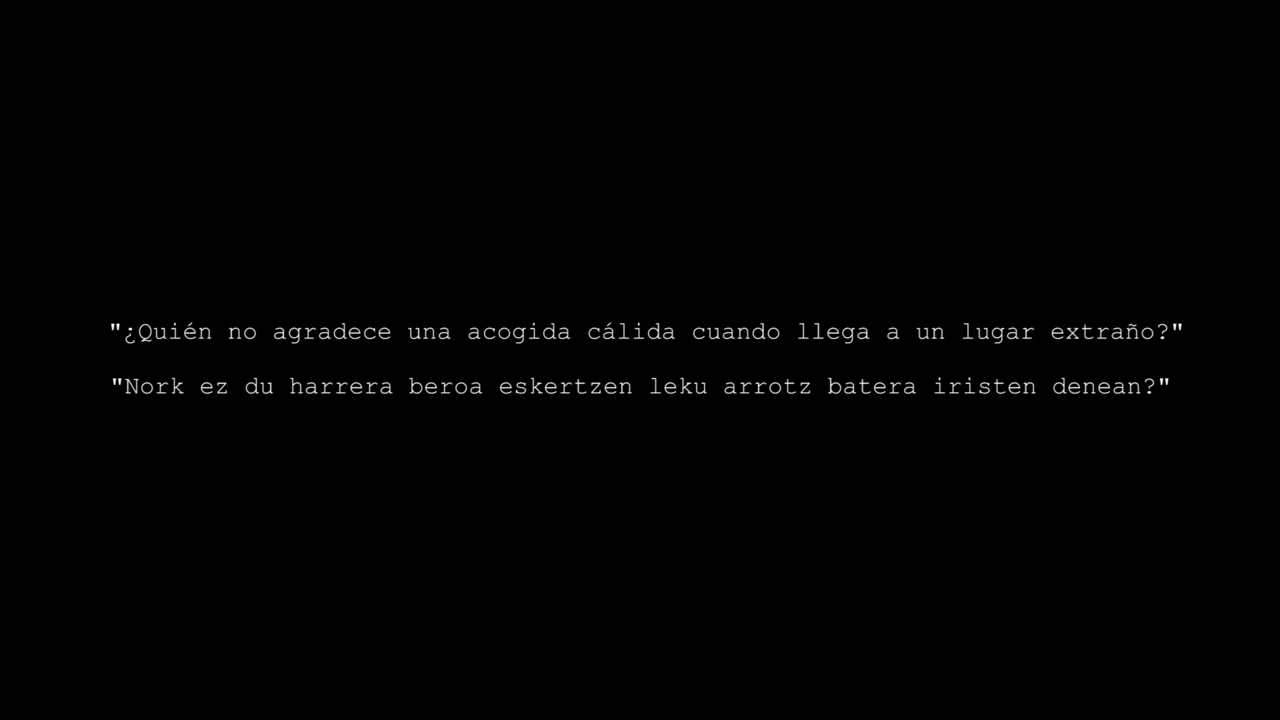 "¿Quién no agradece una acogida cálida cuando llega a un lugar extraño?"
"Nork ez du harrera beroa eskertzen leku arrotz batera iristen denean?"